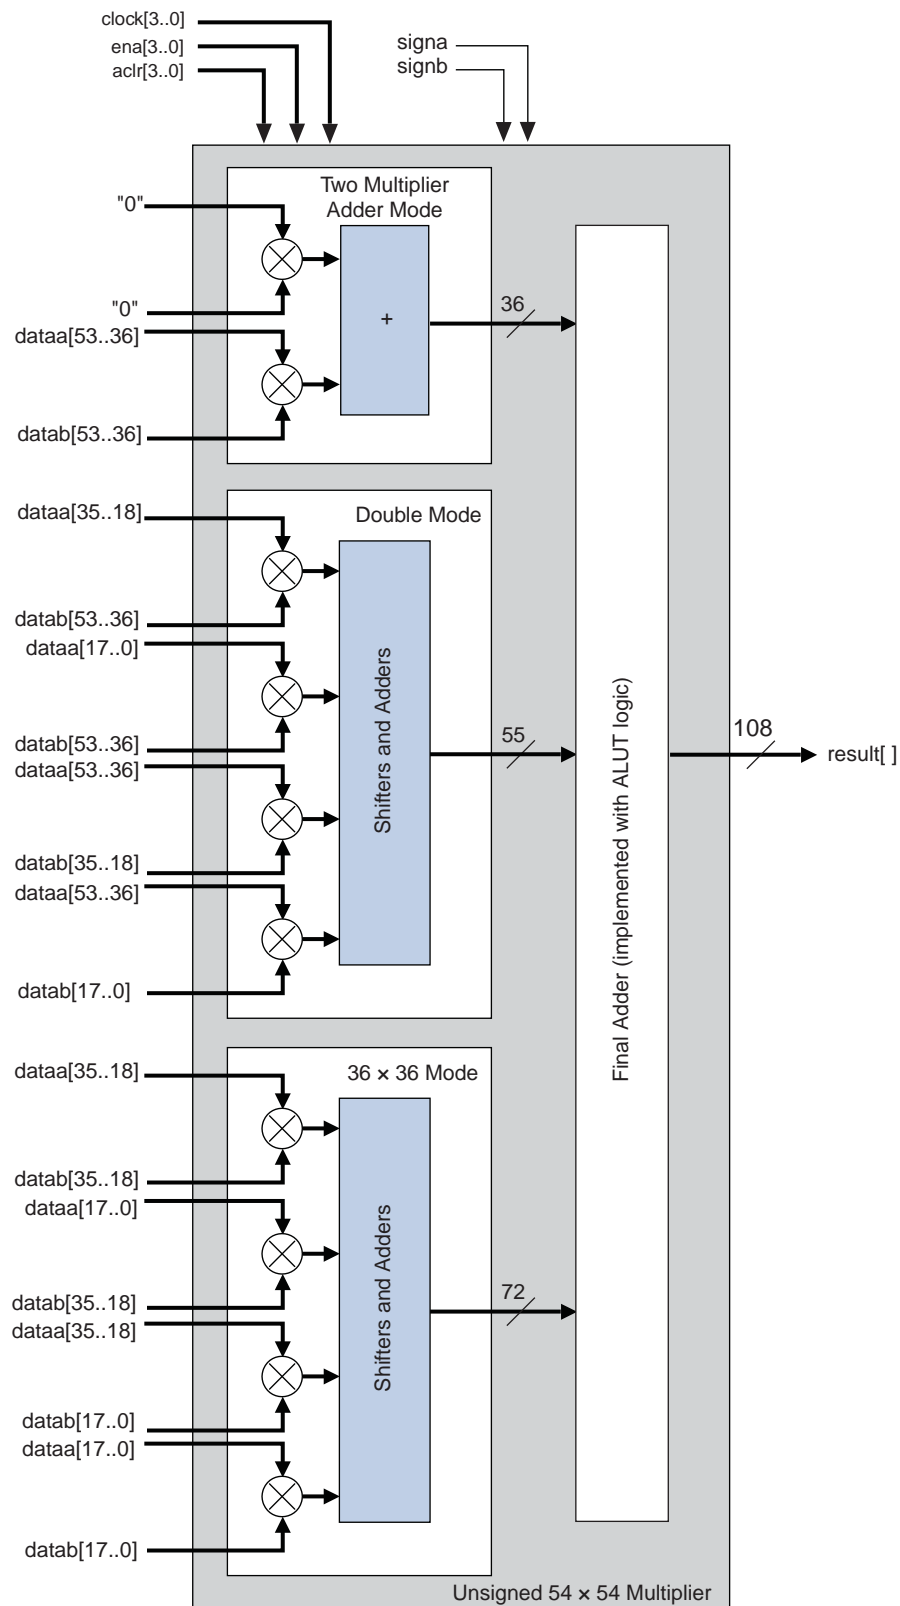 clock[3..0]
ena[3..0]
aclr[3..0]
signa
signb
Two Multiplier
Adder Mode
"0"
"0"
dataa[53..36]
datab[53..36]
+
36
Double Mode
dataa[35..18]
datab[53..36]
dataa[17..0]
datab[53..36]
dataa[53..36]
datab[35..18]
dataa[53..36]
datab[17..0]
Shifters and Adders
55
Final Adder (implemented with ALUT logic)
108
result[ ]
36 × 36 Mode
dataa[35..18]
datab[35..18]
dataa[17..0]
datab[35..18]
dataa[35..18]
datab[17..0]
dataa[17..0]
datab[17..0]
Shifters and Adders
72
Unsigned 54 × 54 Multiplier